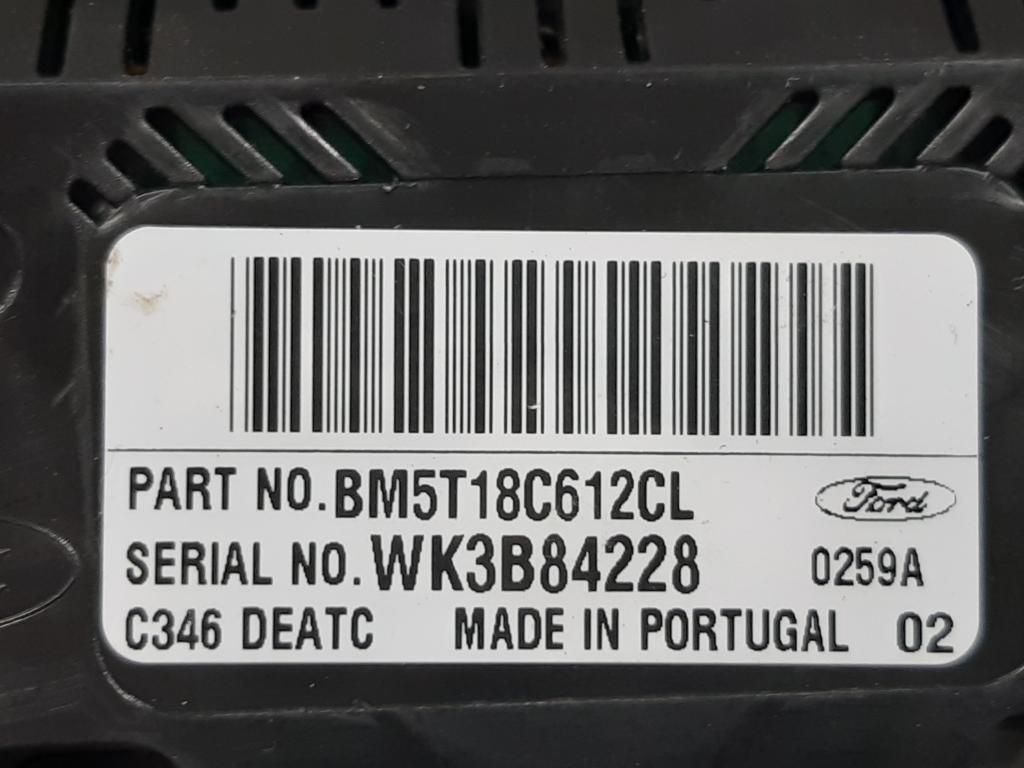 PART NO. BM5T18C612CL
Ford
SERIAL NO. WK3B84228 0259A
C346 DEATC MADE IN PORTUGAL 02